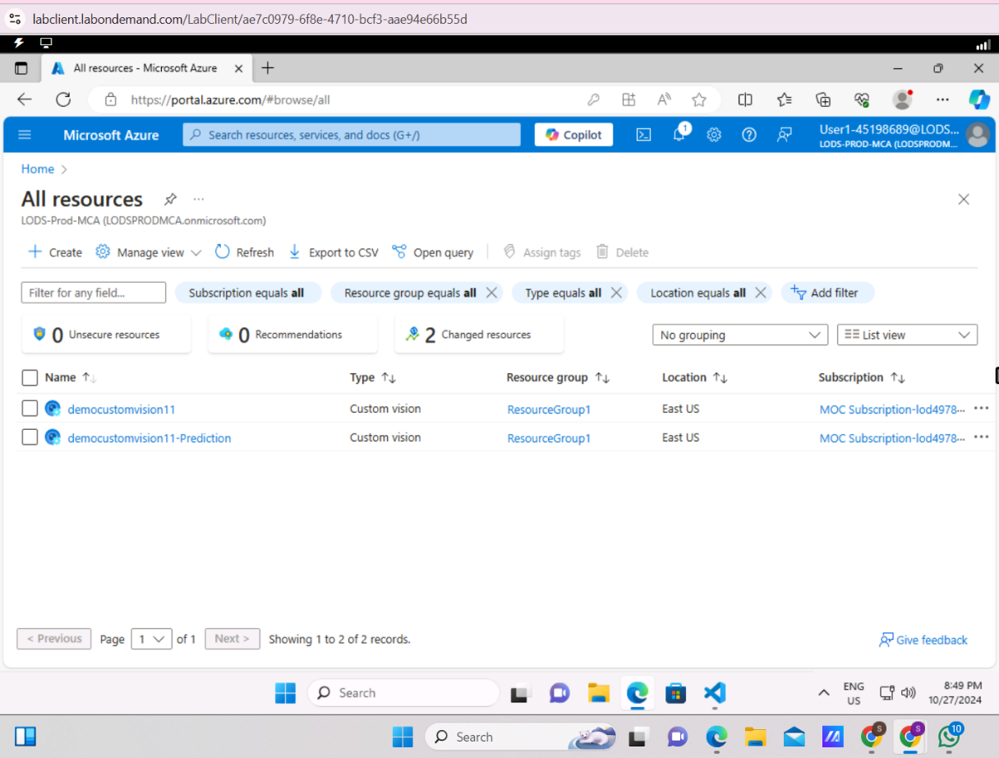 labclient.labondemand.com/LabClient/ae7c0979-6f8e-4710-bcf3-aae94e66b55d
All resources - Microsoft Azure
https://portal.azure.com/#browse/all
Microsoft Azure
Search resources, services, and docs (G+/)
Copilot
1
User1-45198689@LODS...
LODS-PROD-MCA (LODSPRODM...
Home >
All resources
LODS-Prod-MCA (LODSPRODMCA.onmicrosoft.com)
Create Manage view Refresh Export to CSV Open query Assign tags Delete
Filter for any field... Subscription equals all Resource group equals all Type equals all Location equals all Add filter
0 Unsecure resources 0 Recommendations 2 Changed resources No grouping List view
Name Type Resource group Location Subscription
democustomvision11 Custom vision ResourceGroup1 East US MOC Subscription-lod4978...
democustomvision11-Prediction Custom vision ResourceGroup1 East US MOC Subscription-lod4978...
< Previous Page 1 of 1 Next > Showing 1 to 2 of 2 records. Give feedback
Search ENG US 8:49 PM 10/27/2024
Search S S 10